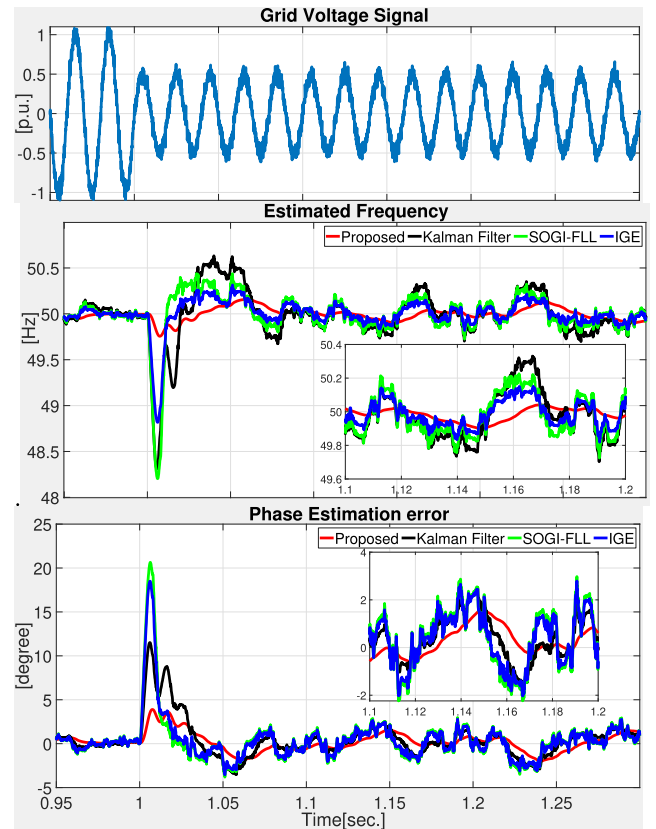 Grid Voltage Signal
1
0.5
0
-0.5
-1
[p.u.]
Estimated Frequency
Proposed Kalman Filter SOGI-FLL IGE
50.5
50
49.5
49
48.5
48
[Hz]
50.4
50.2
50
49.8
49.6
1.1 1.12 1.14 1.16 1.18 1.2
Phase Estimation error
Proposed Kalman Filter SOGI-FLL IGE
25
20
15
10
5
0
-5
[degree]
4
2
0
-2
1.1 1.12 1.14 1.16 1.18 1.2
0.95 1 1.05 1.1 1.15 1.2 1.25
Time[sec.]